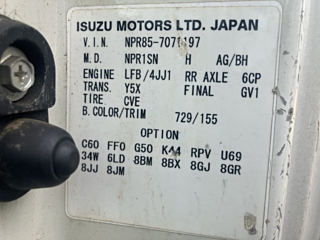 ISUZU MOTORS LTD. JAPAN
V. I. N. NPR85-7071197
M. D. NPR1SN H AG/BH
ENGINE LFB/4JJ1 RR AXLE 6CP
TRANS. Y5X FINAL GV1
TIRE CVE
B. COLOR/TRIM 729/155
OPTION
C60 FF0 G50 K44 RPV U69
34W 6LD 8BM 8BX 8GJ 8GR
8JJ 8JM